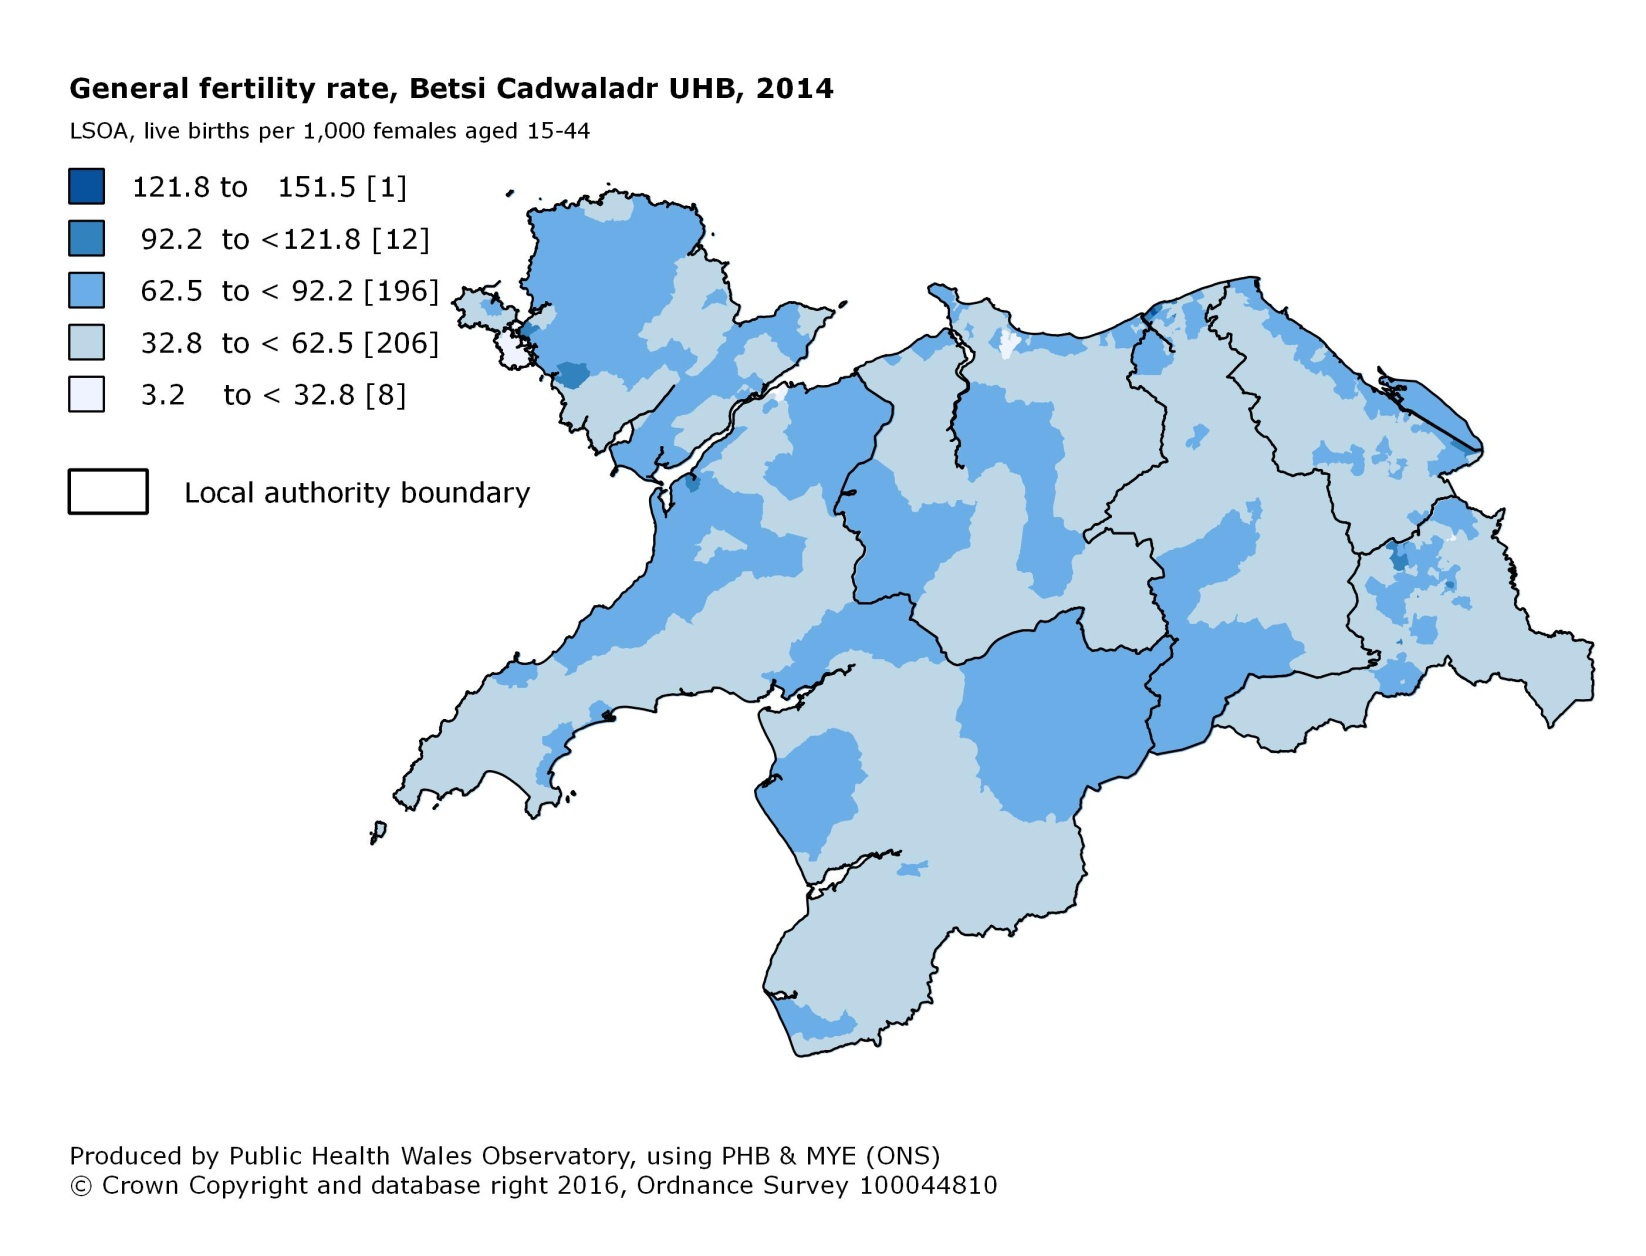 General fertility rate, Betsi Cadwaladr UHB, 2014
LSOA, live births per 1,000 females aged 15-44
121.8 to 151.5 [1]
92.2 to <121.8 [12]
62.5 to < 92.2 [196]
32.8 to < 62.5 [206]
3.2 to < 32.8 [8]
Local authority boundary
Produced by Public Health Wales Observatory, using PHB & MYE (ONS)
© Crown Copyright and database right 2016, Ordnance Survey 100044810